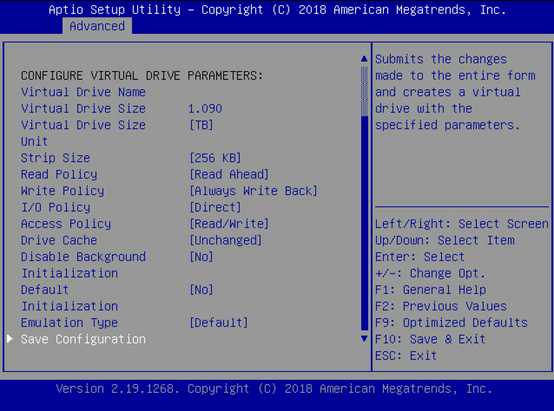 Aptio Setup Utility – Copyright (C) 2018 American Megatrends, Inc.
Advanced
CONFIGURE VIRTUAL DRIVE PARAMETERS:
Virtual Drive Name
Virtual Drive Size 1.090
Virtual Drive Size [TB]
Unit
Strip Size [256 KB]
Read Policy [Read Ahead]
Write Policy [Always Write Back]
I/O Policy [Direct]
Access Policy [Read/Write]
Drive Cache [Unchanged]
Disable Background [No]
Initialization
Default [No]
Initialization
Emulation Type [Default]
Save Configuration
Submits the changes
made to the entire form
and creates a virtual
drive with the
specified parameters.
Left/Right: Select Screen
Up/Down: Select Item
Enter: Select
+/-: Change Opt.
F1: General Help
F2: Previous Values
F9: Optimized Defaults
F10: Save & Exit
ESC: Exit
Version 2.19.1268. Copyright (C) 2018 American Megatrends, Inc.